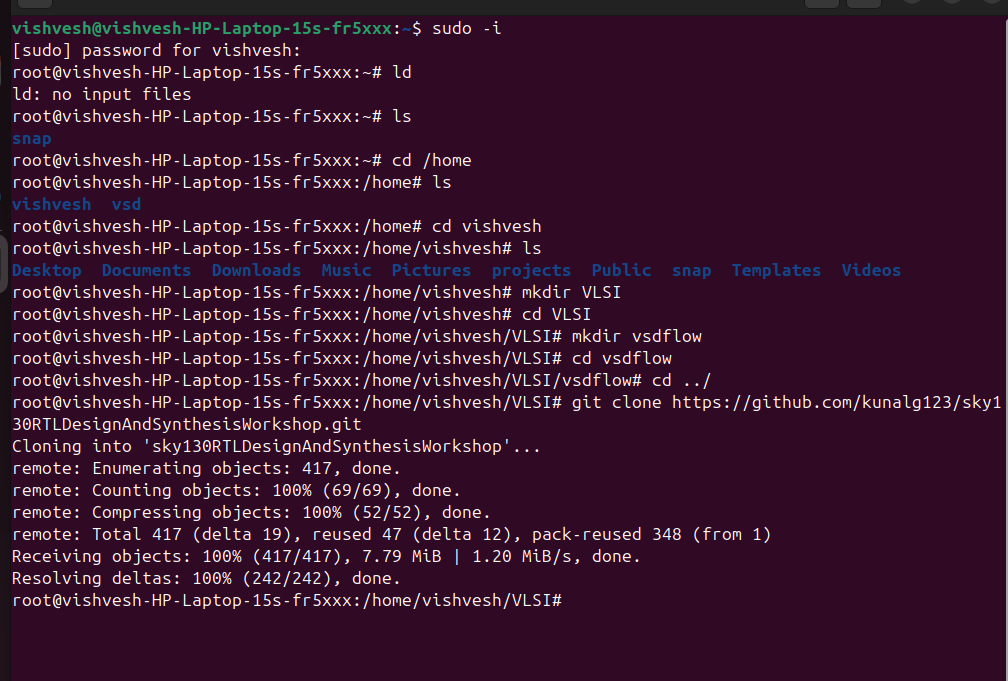 vishvesh@vishvesh-HP-Laptop-15s-fr5xxx:~$ sudo -i
[sudo] password for vishvesh:
root@vishvesh-HP-Laptop-15s-fr5xxx:~# ld
ld: no input files
root@vishvesh-HP-Laptop-15s-fr5xxx:~# ls
snap
root@vishvesh-HP-Laptop-15s-fr5xxx:~# cd /home
root@vishvesh-HP-Laptop-15s-fr5xxx:/home# ls
vishvesh  vsd
root@vishvesh-HP-Laptop-15s-fr5xxx:/home# cd vishvesh
root@vishvesh-HP-Laptop-15s-fr5xxx:/home/vishvesh# ls
Desktop  Documents  Downloads  Music  Pictures  projects  Public  snap  Templates  Videos
root@vishvesh-HP-Laptop-15s-fr5xxx:/home/vishvesh# mkdir VLSI
root@vishvesh-HP-Laptop-15s-fr5xxx:/home/vishvesh# cd VLSI
root@vishvesh-HP-Laptop-15s-fr5xxx:/home/vishvesh/VLSI# mkdir vsdflow
root@vishvesh-HP-Laptop-15s-fr5xxx:/home/vishvesh/VLSI# cd vsdflow
root@vishvesh-HP-Laptop-15s-fr5xxx:/home/vishvesh/VLSI/vsdflow# cd ../
root@vishvesh-HP-Laptop-15s-fr5xxx:/home/vishvesh/VLSI# git clone https://github.com/kunalg123/sky1
30RTLDesignAndSynthesisWorkshop.git
Cloning into 'sky130RTLDesignAndSynthesisWorkshop'...
remote: Enumerating objects: 417, done.
remote: Counting objects: 100% (69/69), done.
remote: Compressing objects: 100% (52/52), done.
remote: Total 417 (delta 19), reused 47 (delta 12), pack-reused 348 (from 1)
Receiving objects: 100% (417/417), 7.79 MiB | 1.20 MiB/s, done.
Resolving deltas: 100% (242/242), done.
root@vishvesh-HP-Laptop-15s-fr5xxx:/home/vishvesh/VLSI#